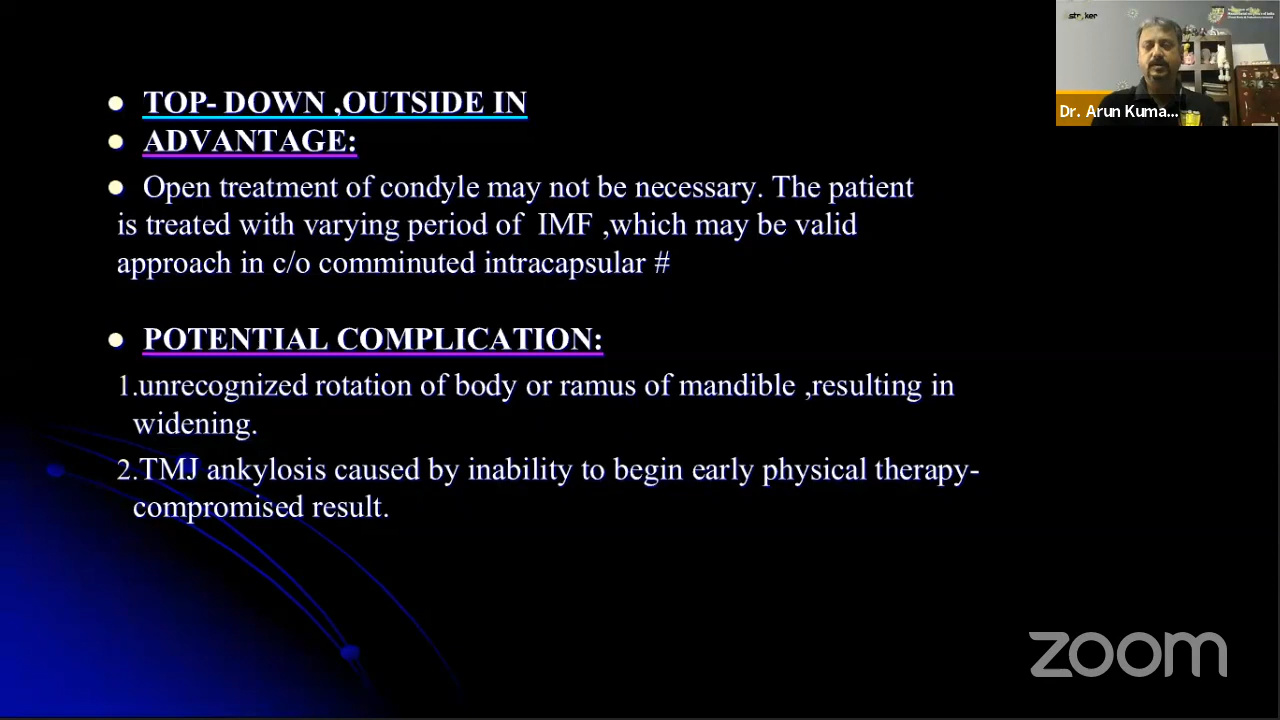 TOP- DOWN ,OUTSIDE IN
ADVANTAGE:
Open treatment of condyle may not be necessary. The patient
is treated with varying period of IMF ,which may be valid
approach in c/o comminuted intracapsular #
POTENTIAL COMPLICATION:
1.unrecognized rotation of body or ramus of mandible ,resulting in
widening.
2.TMJ ankylosis caused by inability to begin early physical therapy-
compromised result.
stryker
Dr. Arun Kuma...
zoom